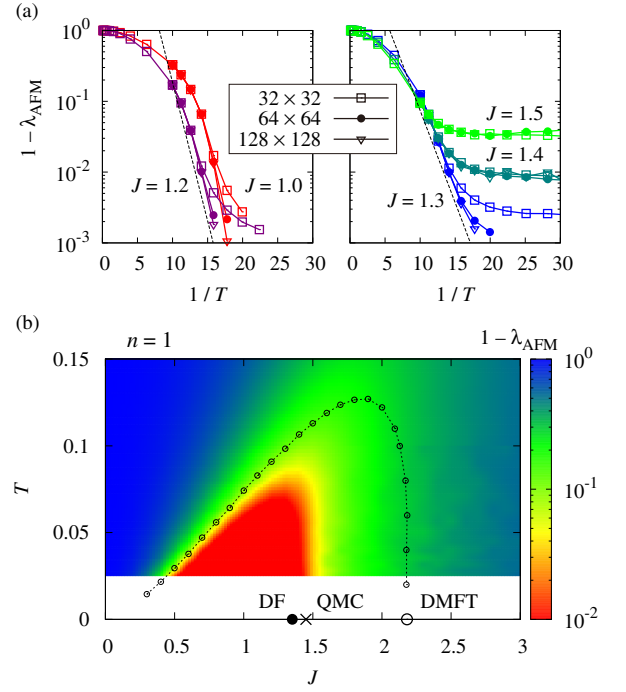 (a)
10^0
10^-1
10^-2
10^-3
1 − λ_AFM
32 × 32
64 × 64
128 × 128
J = 1.2
J = 1.0
J = 1.5
J = 1.4
J = 1.3
0 5 10 15 20 25 30
0 5 10 15 20 25 30
1 / T
1 / T
(b)
n = 1
1 − λ_AFM
0.15
0.1
0.05
0
T
10^0
10^-1
10^-2
DF QMC DMFT
0 0.5 1 1.5 2 2.5 3
J